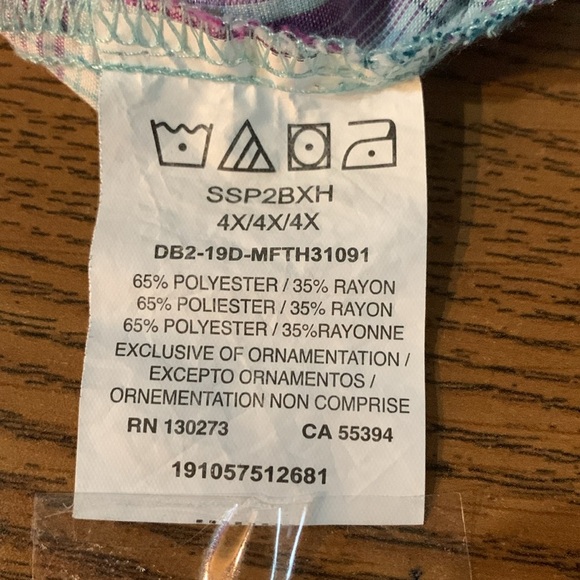 SSP2BXH
4X/4X/4X
DB2-19D-MFTH31091
65% POLYESTER / 35% RAYON
65% POLIESTER / 35% RAYON
65% POLYESTER / 35%RAYONNE
EXCLUSIVE OF ORNAMENTATION /
EXCEPTO ORNAMENTOS /
ORNEMENTATION NON COMPRISE
RN 130273 CA 55394
191057512681